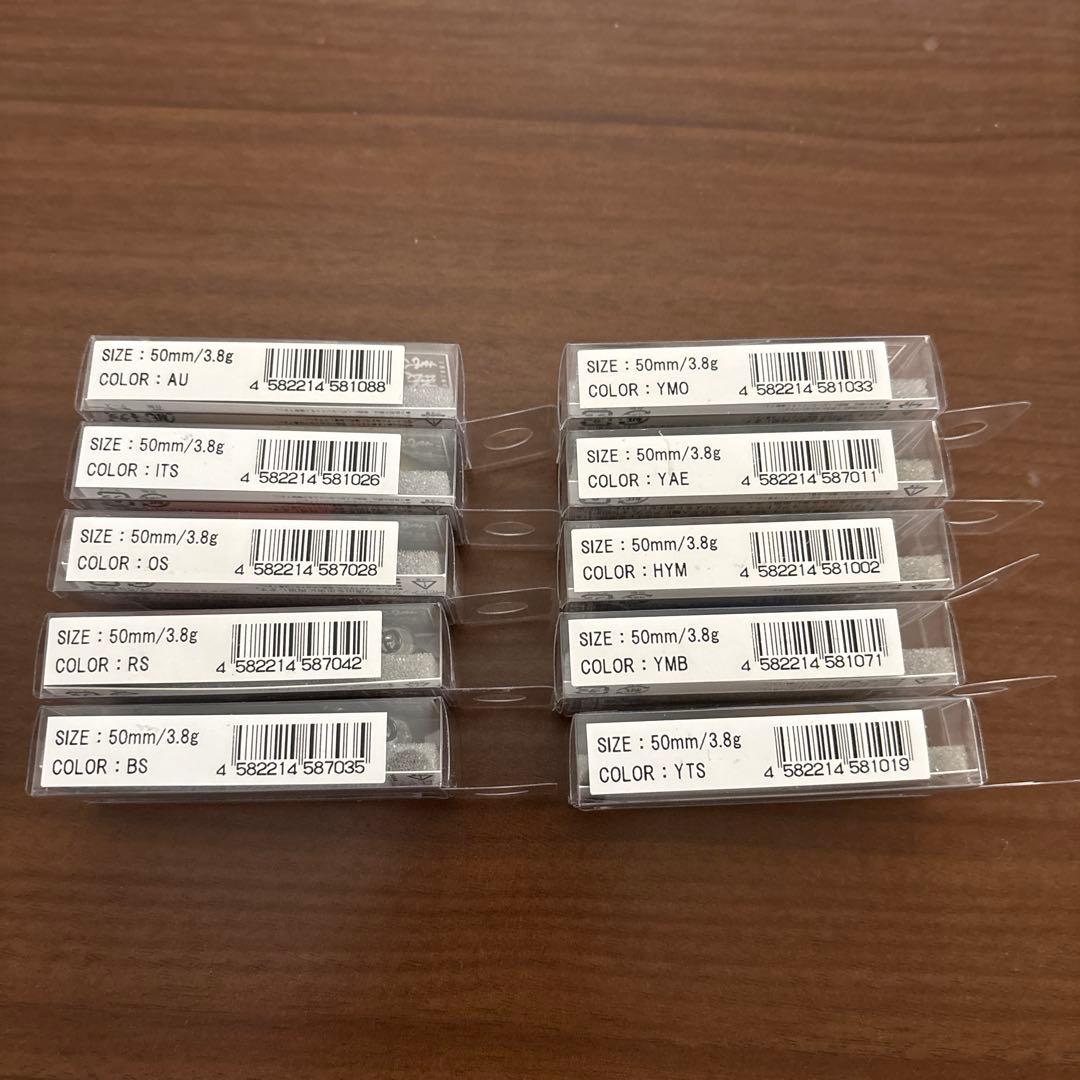 SIZE：50mm/3.8g
COLOR：AU
4 582214 581088
SIZE：50mm/3.8g
COLOR：ITS
4 582214 581026
SIZE：50mm/3.8g
COLOR：OS
4 582214 587028
SIZE：50mm/3.8g
COLOR：RS
4 582214 587042
SIZE：50mm/3.8g
COLOR：BS
4 582214 587035
SIZE：50mm/3.8g
COLOR：YMO
4 582214 581033
SIZE：50mm/3.8g
COLOR：YAE
4 582214 587011
SIZE：50mm/3.8g
COLOR：HYM
4 582214 581002
SIZE：50mm/3.8g
COLOR：YMB
4 582214 581071
SIZE：50mm/3.8g
COLOR：YTS
4 582214 581019